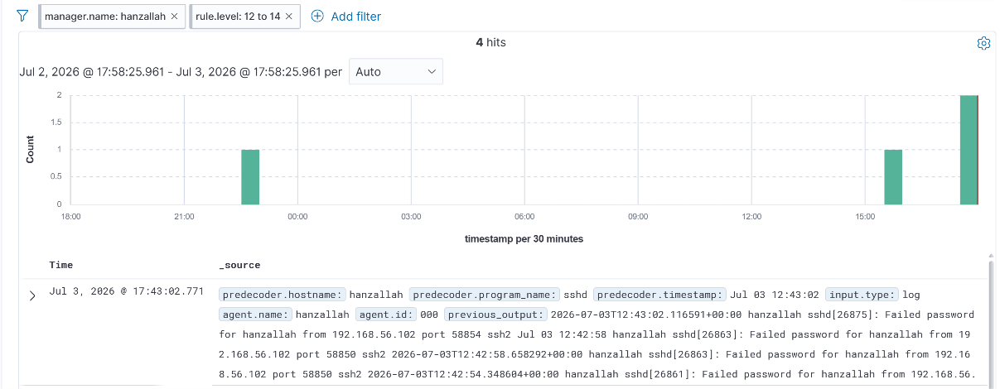 manager.name: hanzallah × rule.level: 12 to 14 × Add filter
4 hits
Jul 2, 2026 @ 17:58:25.961 - Jul 3, 2026 @ 17:58:25.961 per Auto
2
1.5
1
0.5
0
Count
18:00 21:00 00:00 03:00 06:00 09:00 12:00 15:00
timestamp per 30 minutes
Time _source
Jul 3, 2026 @ 17:43:02.771 predecoder.hostname: hanzallah predecoder.program_name: sshd predecoder.timestamp: Jul 03 12:43:02 input.type: log
agent.name: hanzallah agent.id: 000 previous_output: 2026-07-03T12:43:02.116591+00:00 hanzallah sshd[26875]: Failed password
for hanzallah from 192.168.56.102 port 58854 ssh2 Jul 03 12:42:58 hanzallah sshd[26863]: Failed password for hanzallah from 19
2.168.56.102 port 58850 ssh2 2026-07-03T12:42:58.658292+00:00 hanzallah sshd[26863]: Failed password for hanzallah from 192.16
8.56.102 port 58850 ssh2 2026-07-03T12:42:54.348604+00:00 hanzallah sshd[26861]: Failed password for hanzallah from 192.168.56.